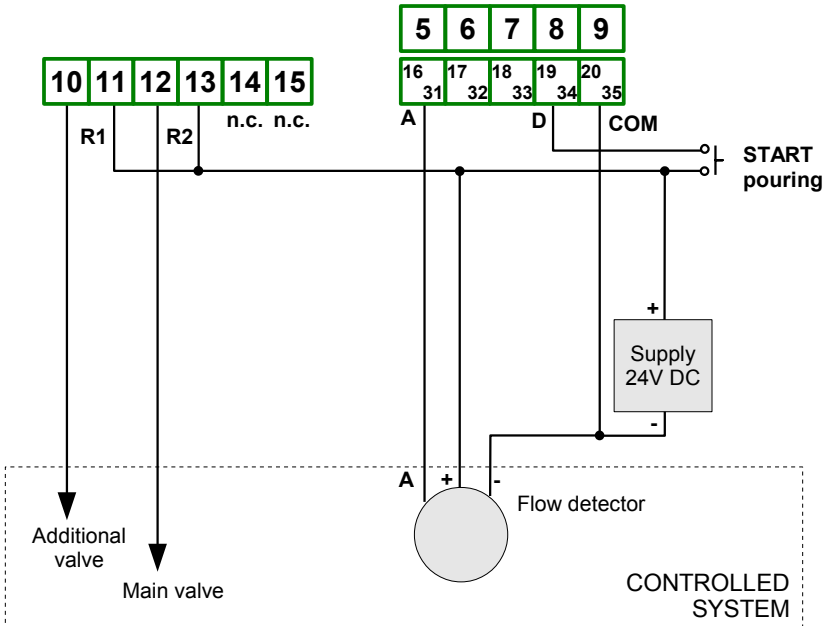 5 6 7 8 9
10 11 12 13 14 15
16 31 17 32 18 33 19 34 20 35
n.c. n.c.
R1 R2
A D COM
START
pouring
+
Supply
24V DC
-
A + -
Flow detector
Additional
valve
Main valve
CONTROLLED
SYSTEM